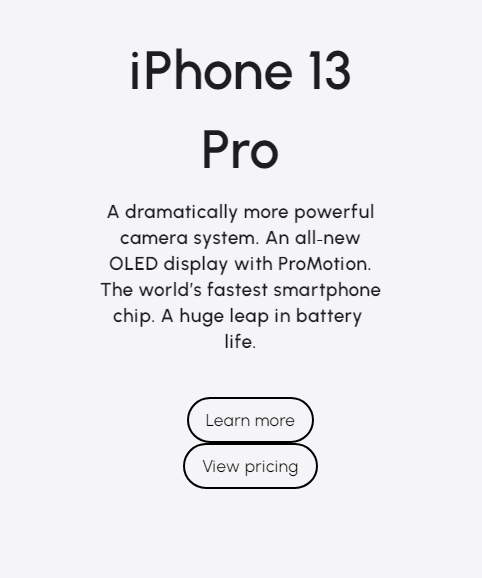 iPhone 13
Pro
A dramatically more powerful
camera system. An all-new
OLED display with ProMotion.
The world's fastest smartphone
chip. A huge leap in battery
life.
Learn more
View pricing